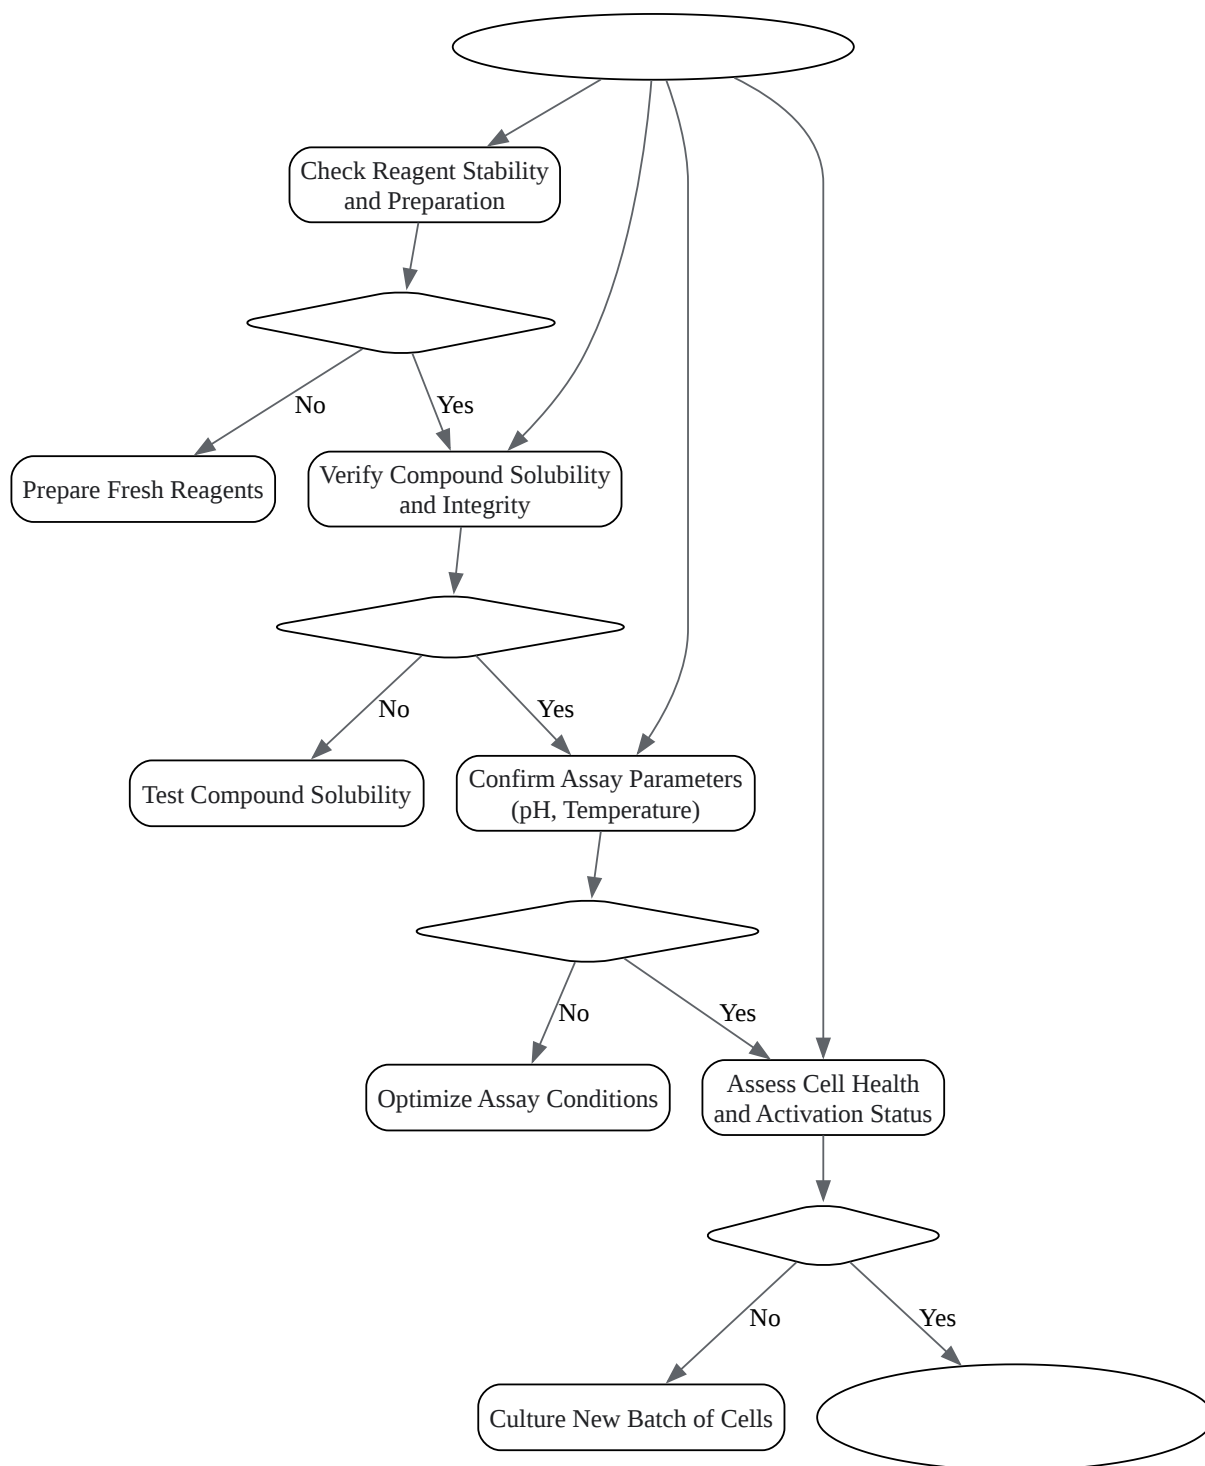 Check Reagent Stability
and Preparation
No
Yes
Prepare Fresh Reagents
Verify Compound Solubility
and Integrity
No
Yes
Test Compound Solubility
Confirm Assay Parameters
(pH, Temperature)
No
Yes
Optimize Assay Conditions
Assess Cell Health
and Activation Status
No
Yes
Culture New Batch of Cells